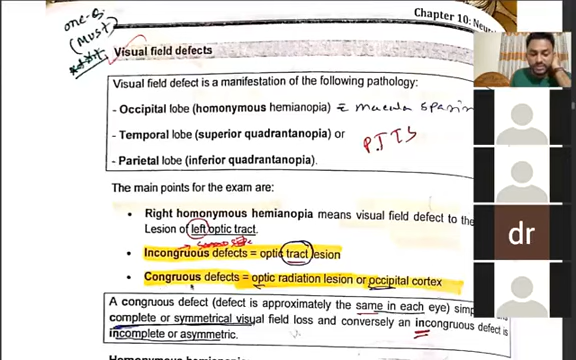 Chapter 10: Neu
one-B
(MUST)
Visual field defects
Visual field defect is a manifestation of the following pathology:
- Occipital lobe (homonymous hemianopia) = macular sparin
- Temporal lobe (superior quadrantanopia) or
PITS
- Parietal lobe (inferior quadrantanopia).
The main points for the exam are:
• Right homonymous hemianopia means visual field defect to the
Lesion of left optic tract.
• Incongruous defects = optic tract lesion
• Congruous defects = optic radiation lesion or occipital cortex
A congruous defect (defect is approximately the same in each eye) sim
complete or symmetrical visual field loss and conversely an incongruous defect is
incomplete or asymmetric.
dr